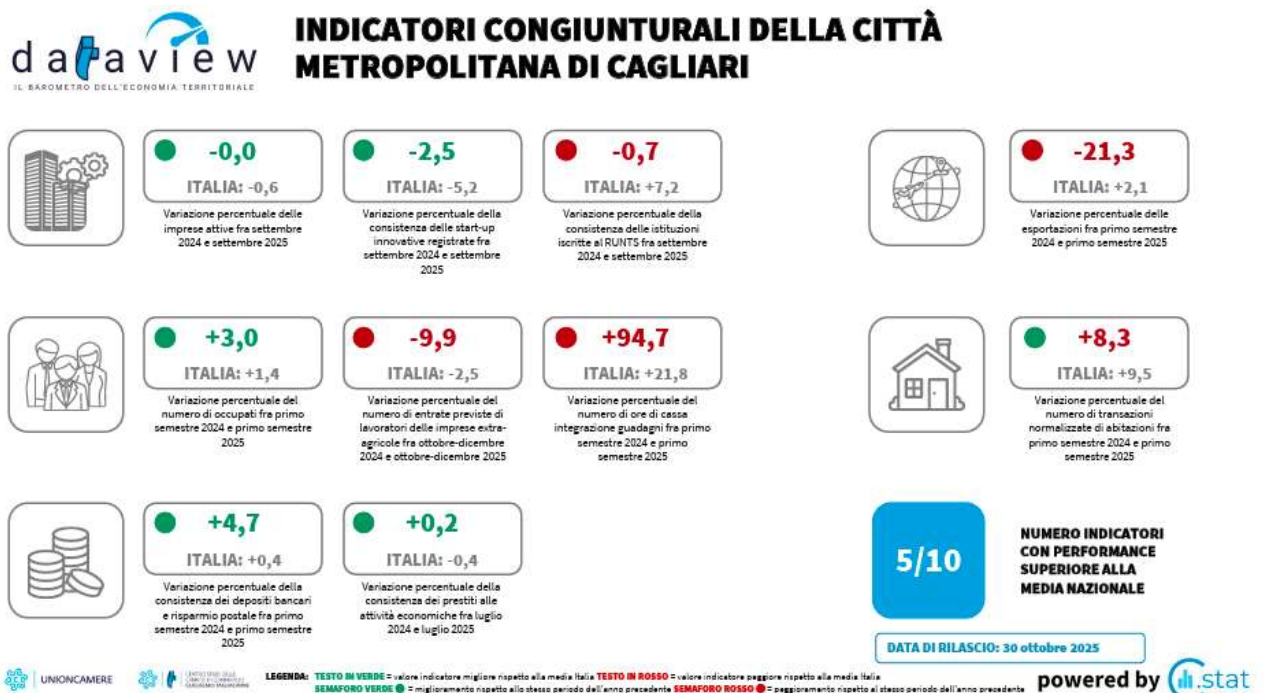 dataview
IL BAROMETRO DELL'ECONOMIA TERRITORIALE
INDICATORI CONGIUNTURALI DELLA CITTÀ
METROPOLITANA DI CAGLIARI
-0,0
ITALIA: -0,6
Variazione percentuale delle
imprese attive fra settembre
2024 e settembre 2025
-2,5
ITALIA: -5,2
Variazione percentuale della
consistenza delle start-up
innovative registrate fra
settembre 2024 e settembre
2025
-0,7
ITALIA: +7,2
Variazione percentuale della
consistenza delle istituzioni
iscritte al RUNTS fra settembre
2024 e settembre 2025
-21,3
ITALIA: +2,1
Variazione percentuale delle
esportazioni fra primo semestre
2024 e primo semestre 2025
+3,0
ITALIA: +1,4
Variazione percentuale del
numero di occupati fra primo
semestre 2024 e primo semestre
2025
-9,9
ITALIA: -2,5
Variazione percentuale del
numero di entrate previste di
lavoratori delle imprese extra-
agricole fra ottobre-dicembre
2024 e ottobre-dicembre 2025
+94,7
ITALIA: +21,8
Variazione percentuale del
numero di ore di cassa
integrazione guadagni fra primo
semestre 2024 e primo
semestre 2025
+8,3
ITALIA: +9,5
Variazione percentuale del
numero di transazioni
normalizzate di abitazioni fra
primo semestre 2024 e primo
semestre 2025
+4,7
ITALIA: +0,4
Variazione percentuale della
consistenza dei depositi bancari
e risparmio postale fra primo
semestre 2024 e primo semestre
2025
+0,2
ITALIA: -0,4
Variazione percentuale della
consistenza dei prestiti alle
attività economiche fra luglio
2024 e luglio 2025
5/10
NUMERO INDICATORI
CON PERFORMANCE
SUPERIORE ALLA
MEDIA NAZIONALE
DATA DI RILASCIO: 30 ottobre 2025
UNIONCAMERE
CENTRO STUDI DELLE
CAMERE DI COMMERCIO
GUGLIELMO TAGLIACARNE
LEGENDA: TESTO IN VERDE = valore indicatore migliore rispetto alla media Italia TESTO IN ROSSO = valore indicatore peggiore rispetto alla media Italia
SEMAFORO VERDE = miglioramento rispetto allo stesso periodo dell'anno precedente SEMAFORO ROSSO = peggioramento rispetto al stesso periodo dell'anno precedente
powered by .stat